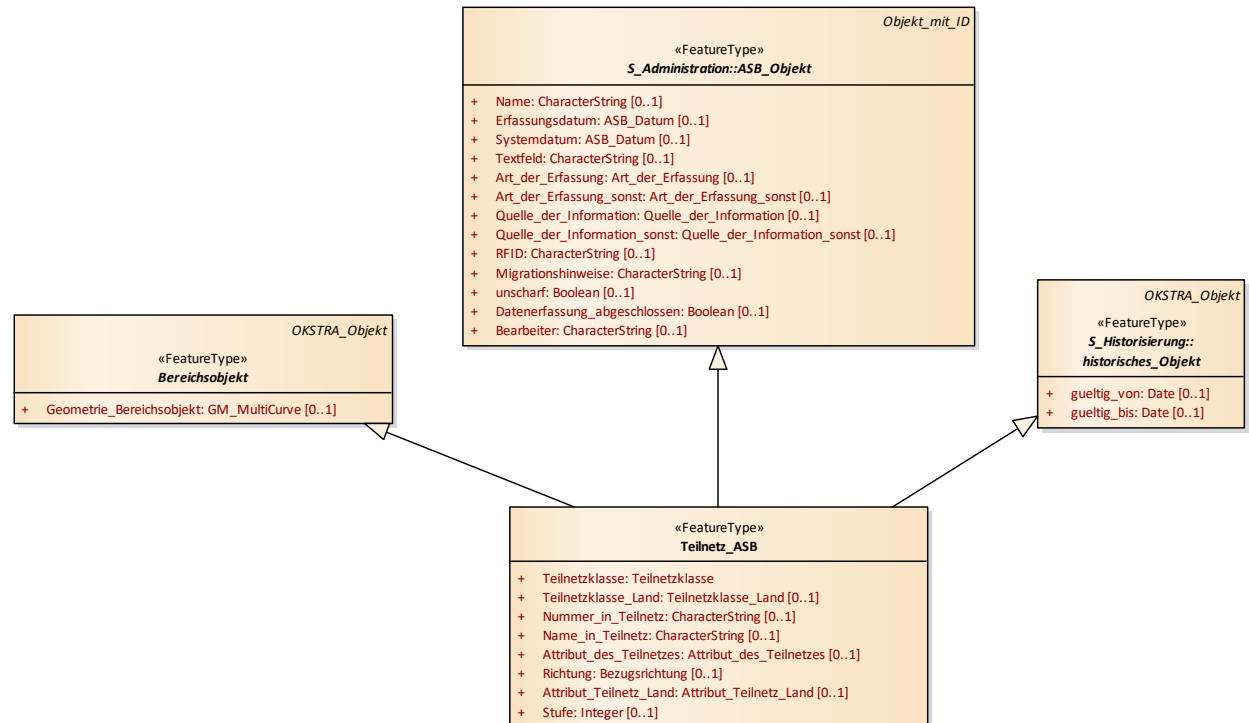 Objekt_mit_ID
«FeatureType»
S_Administration::ASB_Objekt
+ Name: CharacterString [0..1]
+ Erfassungsdatum: ASB_Datum [0..1]
+ Systemdatum: ASB_Datum [0..1]
+ Textfeld: CharacterString [0..1]
+ Art_der_Erfassung: Art_der_Erfassung [0..1]
+ Art_der_Erfassung_sonst: Art_der_Erfassung_sonst [0..1]
+ Quelle_der_Information: Quelle_der_Information [0..1]
+ Quelle_der_Information_sonst: Quelle_der_Information_sonst [0..1]
+ RFID: CharacterString [0..1]
+ Migrationshinweise: CharacterString [0..1]
+ unscharf: Boolean [0..1]
+ Datenerfassung_abgeschlossen: Boolean [0..1]
+ Bearbeiter: CharacterString [0..1]
OKSTRA_Objekt
«FeatureType»
Bereichsobjekt
+ Geometrie_Bereichsobjekt: GM_MultiCurve [0..1]
OKSTRA_Objekt
«FeatureType»
S_Historisierung::
historisches_Objekt
+ gueltig_von: Date [0..1]
+ gueltig_bis: Date [0..1]
«FeatureType»
Teilnetz_ASB
+ Teilnetzklasse: Teilnetzklasse
+ Teilnetzklasse_Land: Teilnetzklasse_Land [0..1]
+ Nummer_in_Teilnetz: CharacterString [0..1]
+ Name_in_Teilnetz: CharacterString [0..1]
+ Attribut_des_Teilnetzes: Attribut_des_Teilnetzes [0..1]
+ Richtung: Bezugsrichtung [0..1]
+ Attribut_Teilnetz_Land: Attribut_Teilnetz_Land [0..1]
+ Stufe: Integer [0..1]